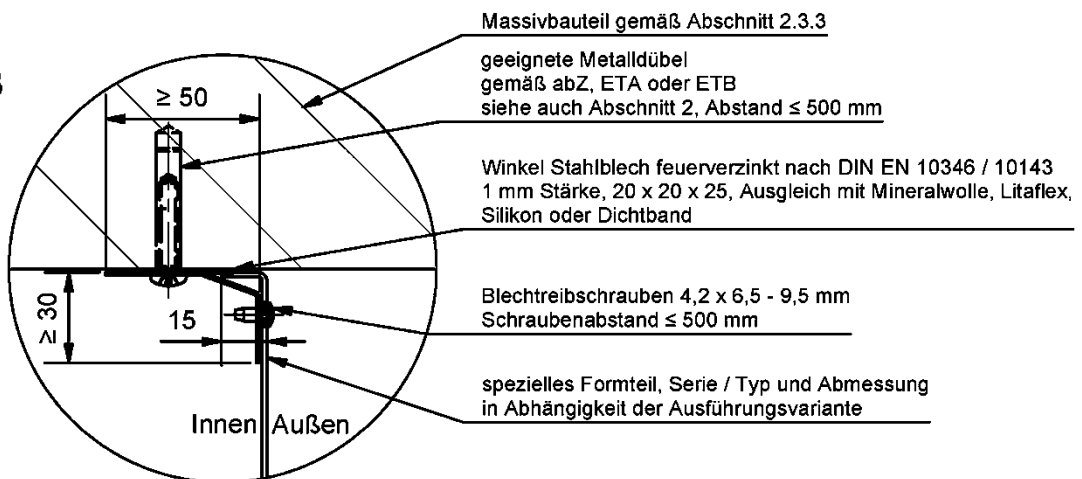 Massivbauteil gemäß Abschnitt 2.3.3
geeignete Metalldübel
gemäß abZ, ETA oder ETB
siehe auch Abschnitt 2, Abstand ≤ 500 mm
≥ 50
Winkel Stahlblech feuerverzinkt nach DIN EN 10346 / 10143
1 mm Stärke, 20 x 20 x 25, Ausgleich mit Mineralwolle, Litaflex,
Silikon oder Dichtband
≥ 30
15
Blechtreibschrauben 4,2 x 6,5 - 9,5 mm
Schraubenabstand ≤ 500 mm
spezielles Formteil, Serie / Typ und Abmessung
in Abhängigkeit der Ausführungsvariante
Innen Außen